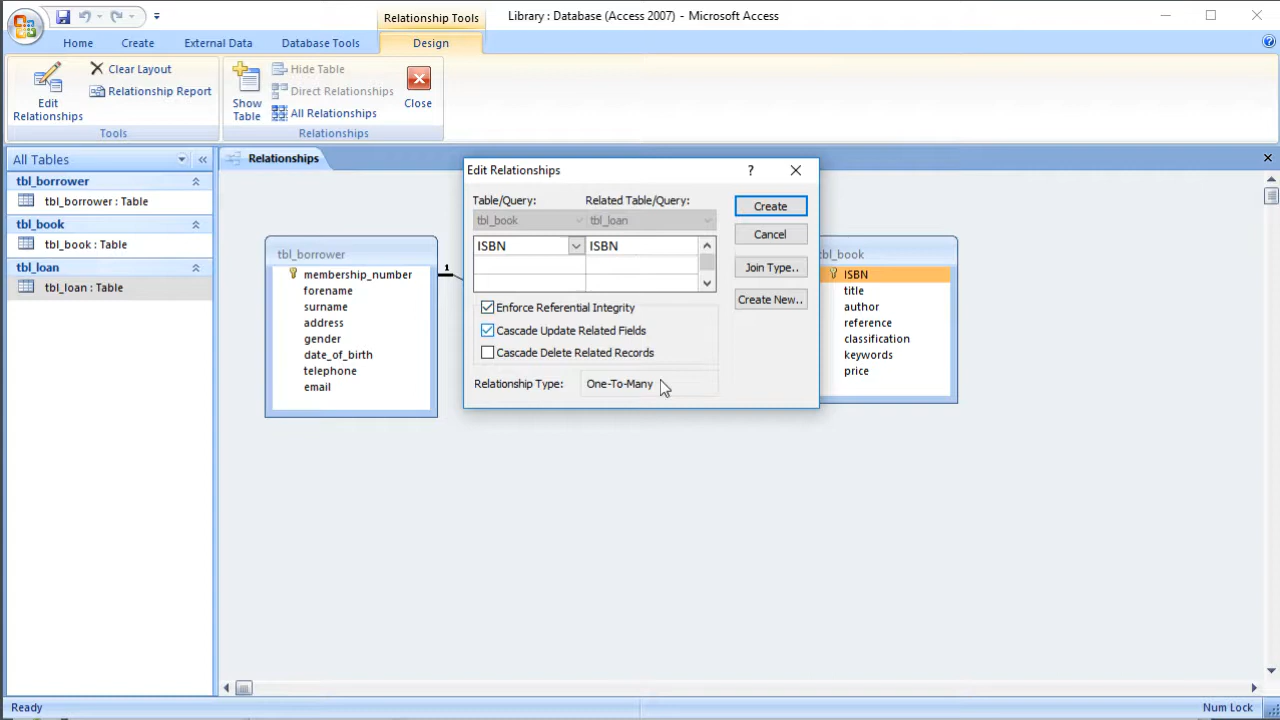 Relationship Tools
Library : Database (Access 2007) - Microsoft Access
Home
Create
External Data
Database Tools
Design
Edit
Relationships
Clear Layout
Relationship Report
Tools
Show
Table
Hide Table
Direct Relationships
All Relationships
Close
Relationships
All Tables
tbl_borrower
tbl_borrower : Table
tbl_book
tbl_book : Table
tbl_loan
tbl_loan : Table
Relationships
tbl_borrower
membership_number
forename
surname
address
gender
date_of_birth
telephone
email
1
Edit Relationships
?
Table/Query:
Related Table/Query:
tbl_book
tbl_loan
ISBN
ISBN
Enforce Referential Integrity
Cascade Update Related Fields
Cascade Delete Related Records
Relationship Type:
One-To-Many
Create
Cancel
Join Type..
Create New..
_book
ISBN
title
author
reference
classification
keywords
price
Ready
Num Lock